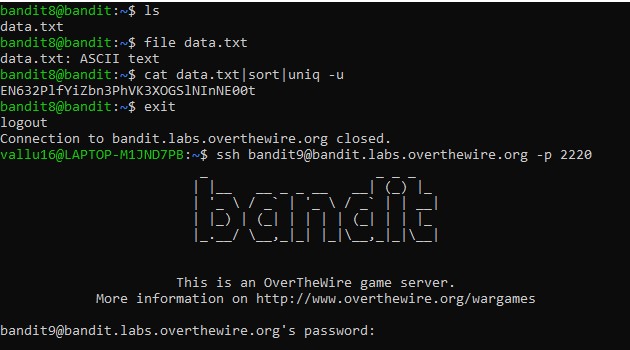 bandit8@bandit:~$ ls
data.txt
bandit8@bandit:~$ file data.txt
data.txt: ASCII text
bandit8@bandit:~$ cat data.txt|sort|uniq -u
EN632PlfYiZbn3PhVK3XOGSlNInNE00t
bandit8@bandit:~$ exit
logout
Connection to bandit.labs.overthewire.org closed.
vallu16@LAPTOP-M1JND7PB:~$ ssh bandit9@bandit.labs.overthewire.org -p 2220
bandit
This is an OverTheWire game server.
More information on http://www.overthewire.org/wargames
bandit9@bandit.labs.overthewire.org's password: